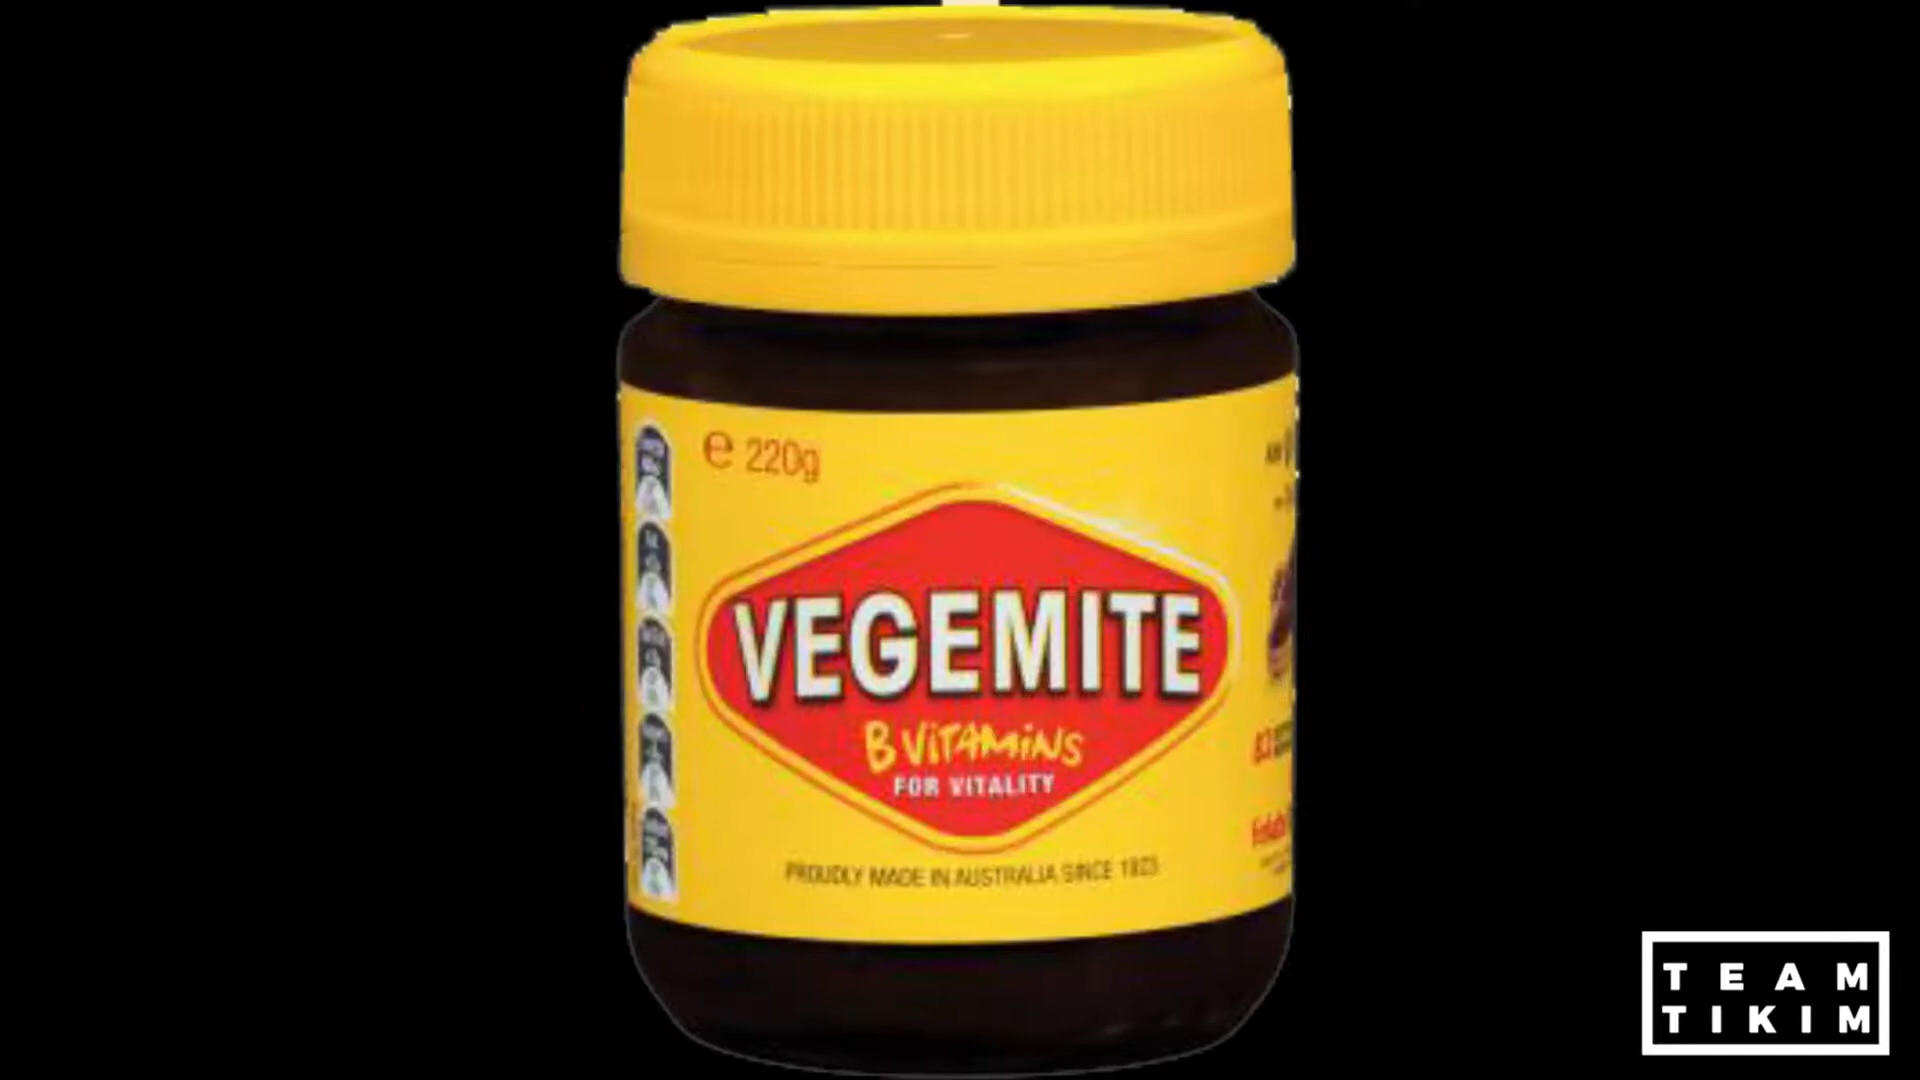 ℮ 220g
VEGEMITE
B ViTAMiNS
FOR VITALITY
PROUDLY MADE IN AUSTRALIA SINCE 1923
TEAM
TIKIM